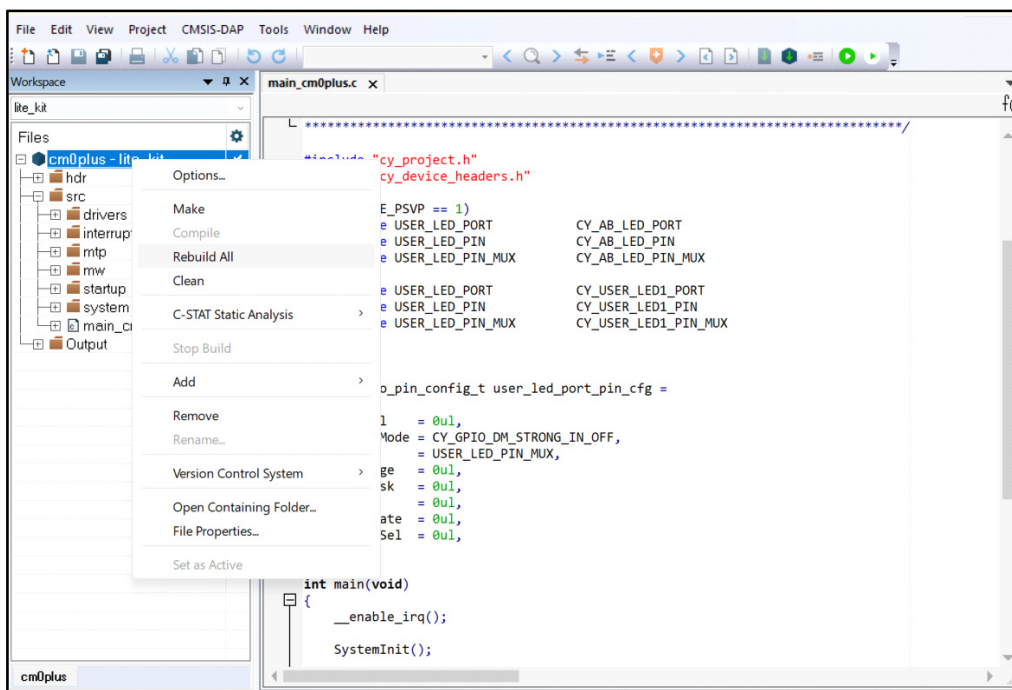 File Edit View Project CMSIS-DAP Tools Window Help
Workspace
lite_kit
Files
cm0plus - lite_kit
hdr
src
drivers
interrup
mtp
mw
startup
system
main_c
Output
cm0plus
Options...
Make
Compile
Rebuild All
Clean
C-STAT Static Analysis
Stop Build
Add
Remove
Rename...
Version Control System
Open Containing Folder...
File Properties...
Set as Active
main_cm0plus.c
f(
*******************************************************************************/
#include "cy_project.h"
cy_device_headers.h"
E_PSVP == 1)
e USER_LED_PORT CY_AB_LED_PORT
e USER_LED_PIN CY_AB_LED_PIN
e USER_LED_PIN_MUX CY_AB_LED_PIN_MUX
e USER_LED_PORT CY_USER_LED1_PORT
e USER_LED_PIN CY_USER_LED1_PIN
e USER_LED_PIN_MUX CY_USER_LED1_PIN_MUX
o_pin_config_t user_led_port_pin_cfg =
l = 0ul,
Mode = CY_GPIO_DM_STRONG_IN_OFF,
= USER_LED_PIN_MUX,
ge = 0ul,
sk = 0ul,
= 0ul,
ate = 0ul,
Sel = 0ul,
int main(void)
{
__enable_irq();
SystemInit();